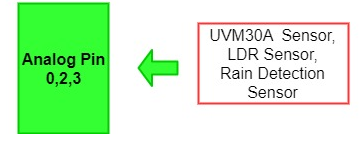 Analog Pin
0,2,3
UVM30A Sensor,
LDR Sensor,
Rain Detection
Sensor